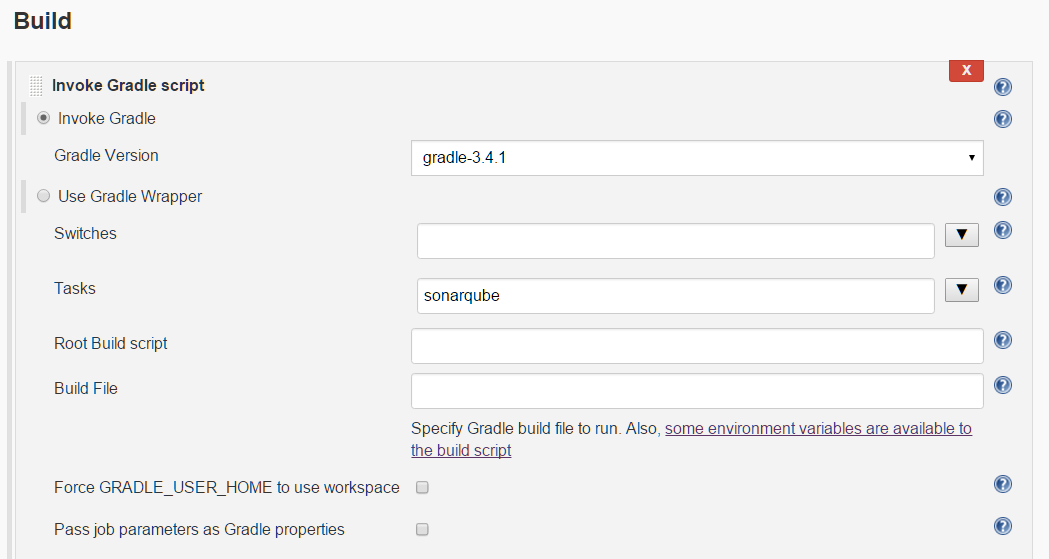 Build
X
Invoke Gradle script
Invoke Gradle
Gradle Version
gradle-3.4.1
Use Gradle Wrapper
Switches
Tasks
sonarqube
Root Build script
Build File
Specify Gradle build file to run. Also, some environment variables are available to
the build script
Force GRADLE_USER_HOME to use workspace
Pass job parameters as Gradle properties